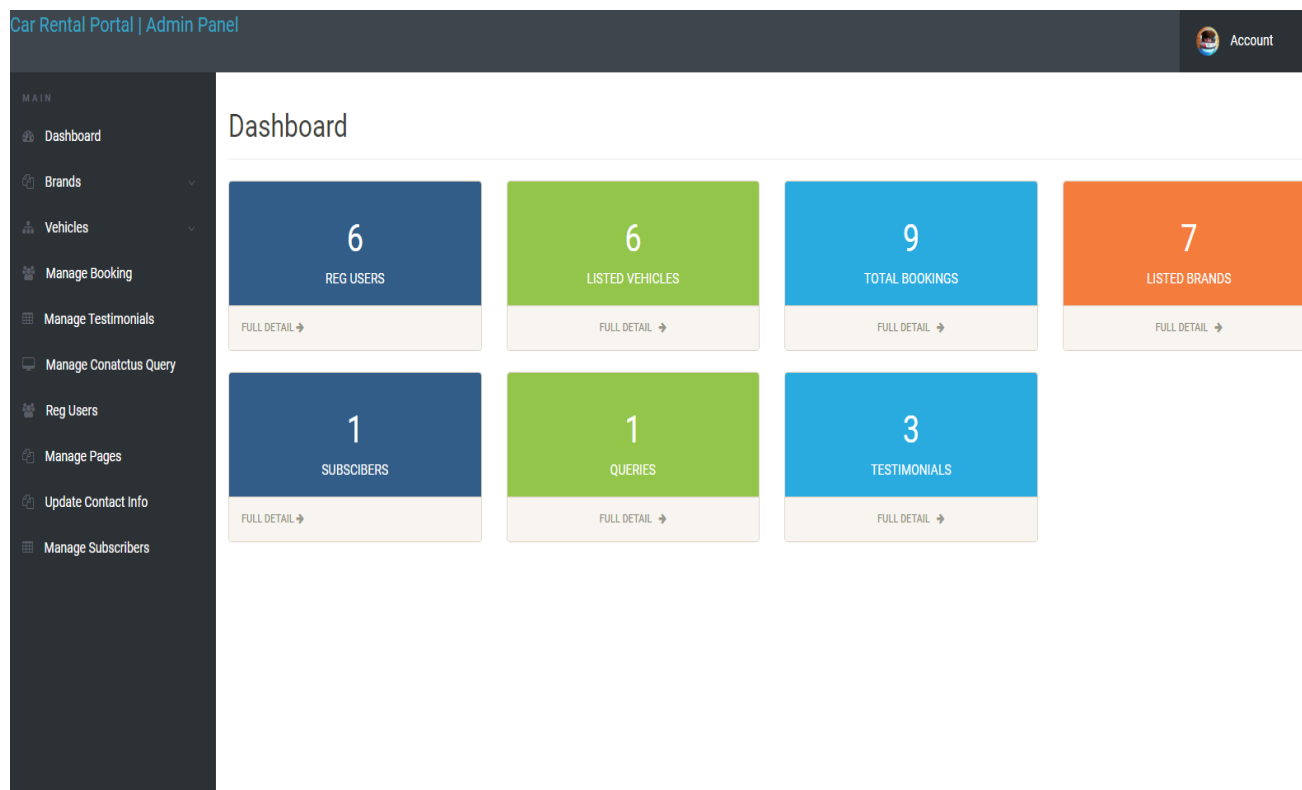 Car Rental Portal | Admin Panel
Account
MAIN
Dashboard
Brands
Vehicles
Manage Booking
Manage Testimonials
Manage Conatctus Query
Reg Users
Manage Pages
Update Contact Info
Manage Subscribers
Dashboard
6
REG USERS
FULL DETAIL
6
LISTED VEHICLES
FULL DETAIL
9
TOTAL BOOKINGS
FULL DETAIL
7
LISTED BRANDS
FULL DETAIL
1
SUBSCIBERS
FULL DETAIL
1
QUERIES
FULL DETAIL
3
TESTIMONIALS
FULL DETAIL